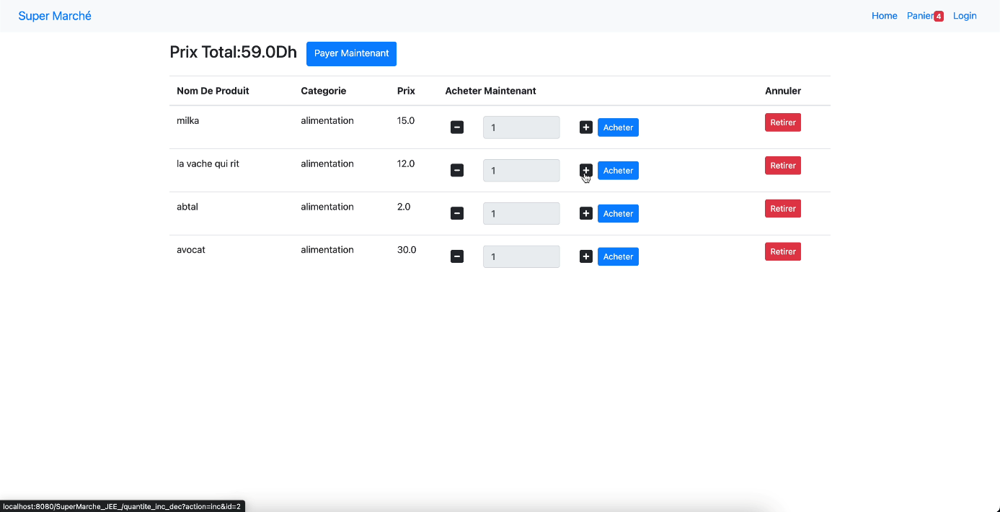 Super Marché Home Panier 4 Login
Prix Total:59.0Dh Payer Maintenant
Nom De Produit Categorie Prix Acheter Maintenant Annuler
milka alimentation 15.0 - 1 + Acheter Retirer
la vache qui rit alimentation 12.0 - 1 + Acheter Retirer
abtal alimentation 2.0 - 1 + Acheter Retirer
avocat alimentation 30.0 - 1 + Acheter Retirer
localhost:8080/SuperMarche_JEE_/quantite_inc_dec?action=inc&id=2